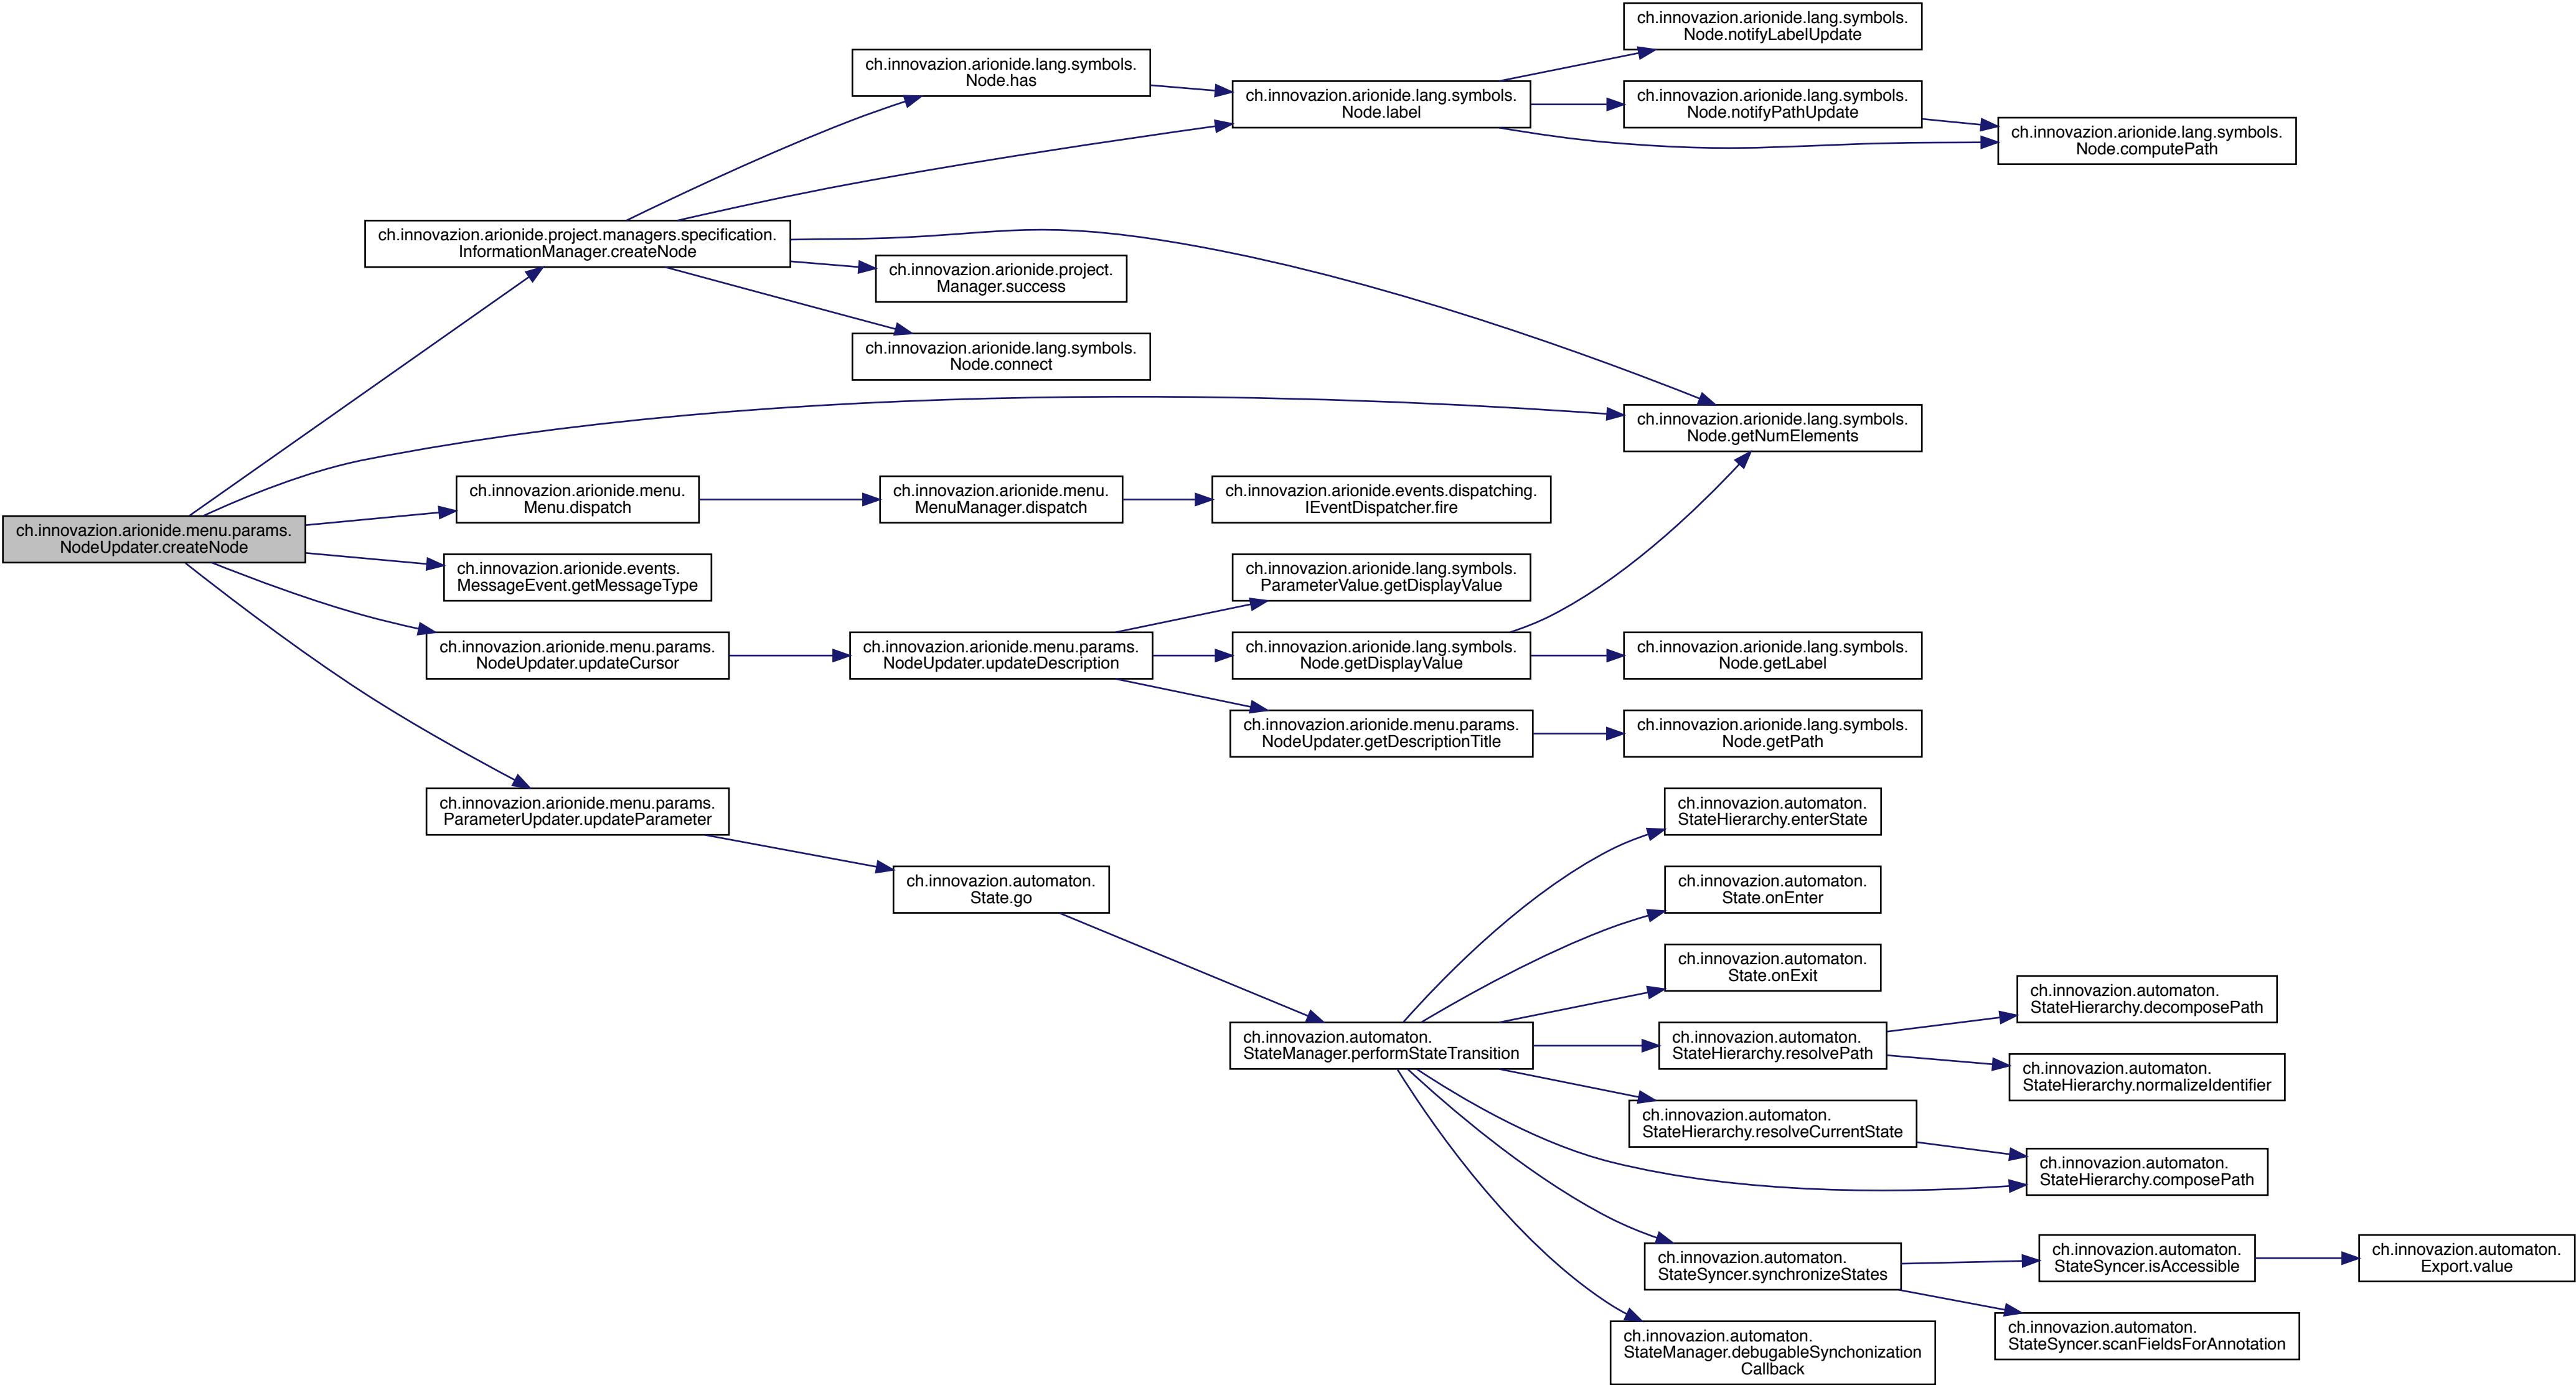 ch.innovazion.arionide.menu.params.
NodeUpdater.createNode
ch.innovazion.arionide.project.managers.specification.
InformationManager.createNode
ch.innovazion.arionide.lang.symbols.
Node.has
ch.innovazion.arionide.lang.symbols.
Node.label
ch.innovazion.arionide.lang.symbols.
Node.notifyLabelUpdate
ch.innovazion.arionide.lang.symbols.
Node.notifyPathUpdate
ch.innovazion.arionide.lang.symbols.
Node.computePath
ch.innovazion.arionide.project.
Manager.success
ch.innovazion.arionide.lang.symbols.
Node.connect
ch.innovazion.arionide.lang.symbols.
Node.getNumElements
ch.innovazion.arionide.menu.
Menu.dispatch
ch.innovazion.arionide.menu.
MenuManager.dispatch
ch.innovazion.arionide.events.dispatching.
IEventDispatcher.fire
ch.innovazion.arionide.events.
MessageEvent.getMessageType
ch.innovazion.arionide.menu.params.
NodeUpdater.updateCursor
ch.innovazion.arionide.menu.params.
NodeUpdater.updateDescription
ch.innovazion.arionide.lang.symbols.
ParameterValue.getDisplayValue
ch.innovazion.arionide.lang.symbols.
Node.getDisplayValue
ch.innovazion.arionide.lang.symbols.
Node.getLabel
ch.innovazion.arionide.menu.params.
NodeUpdater.getDescriptionTitle
ch.innovazion.arionide.lang.symbols.
Node.getPath
ch.innovazion.arionide.menu.params.
ParameterUpdater.updateParameter
ch.innovazion.automaton.
State.go
ch.innovazion.automaton.
StateManager.performStateTransition
ch.innovazion.automaton.
StateHierarchy.enterState
ch.innovazion.automaton.
State.onEnter
ch.innovazion.automaton.
State.onExit
ch.innovazion.automaton.
StateHierarchy.resolvePath
ch.innovazion.automaton.
StateHierarchy.decomposePath
ch.innovazion.automaton.
StateHierarchy.normalizeIdentifier
ch.innovazion.automaton.
StateHierarchy.resolveCurrentState
ch.innovazion.automaton.
StateHierarchy.composePath
ch.innovazion.automaton.
StateSyncer.synchronizeStates
ch.innovazion.automaton.
StateSyncer.isAccessible
ch.innovazion.automaton.
Export.value
ch.innovazion.automaton.
StateSyncer.scanFieldsForAnnotation
ch.innovazion.automaton.
StateManager.debugableSynchonization
Callback